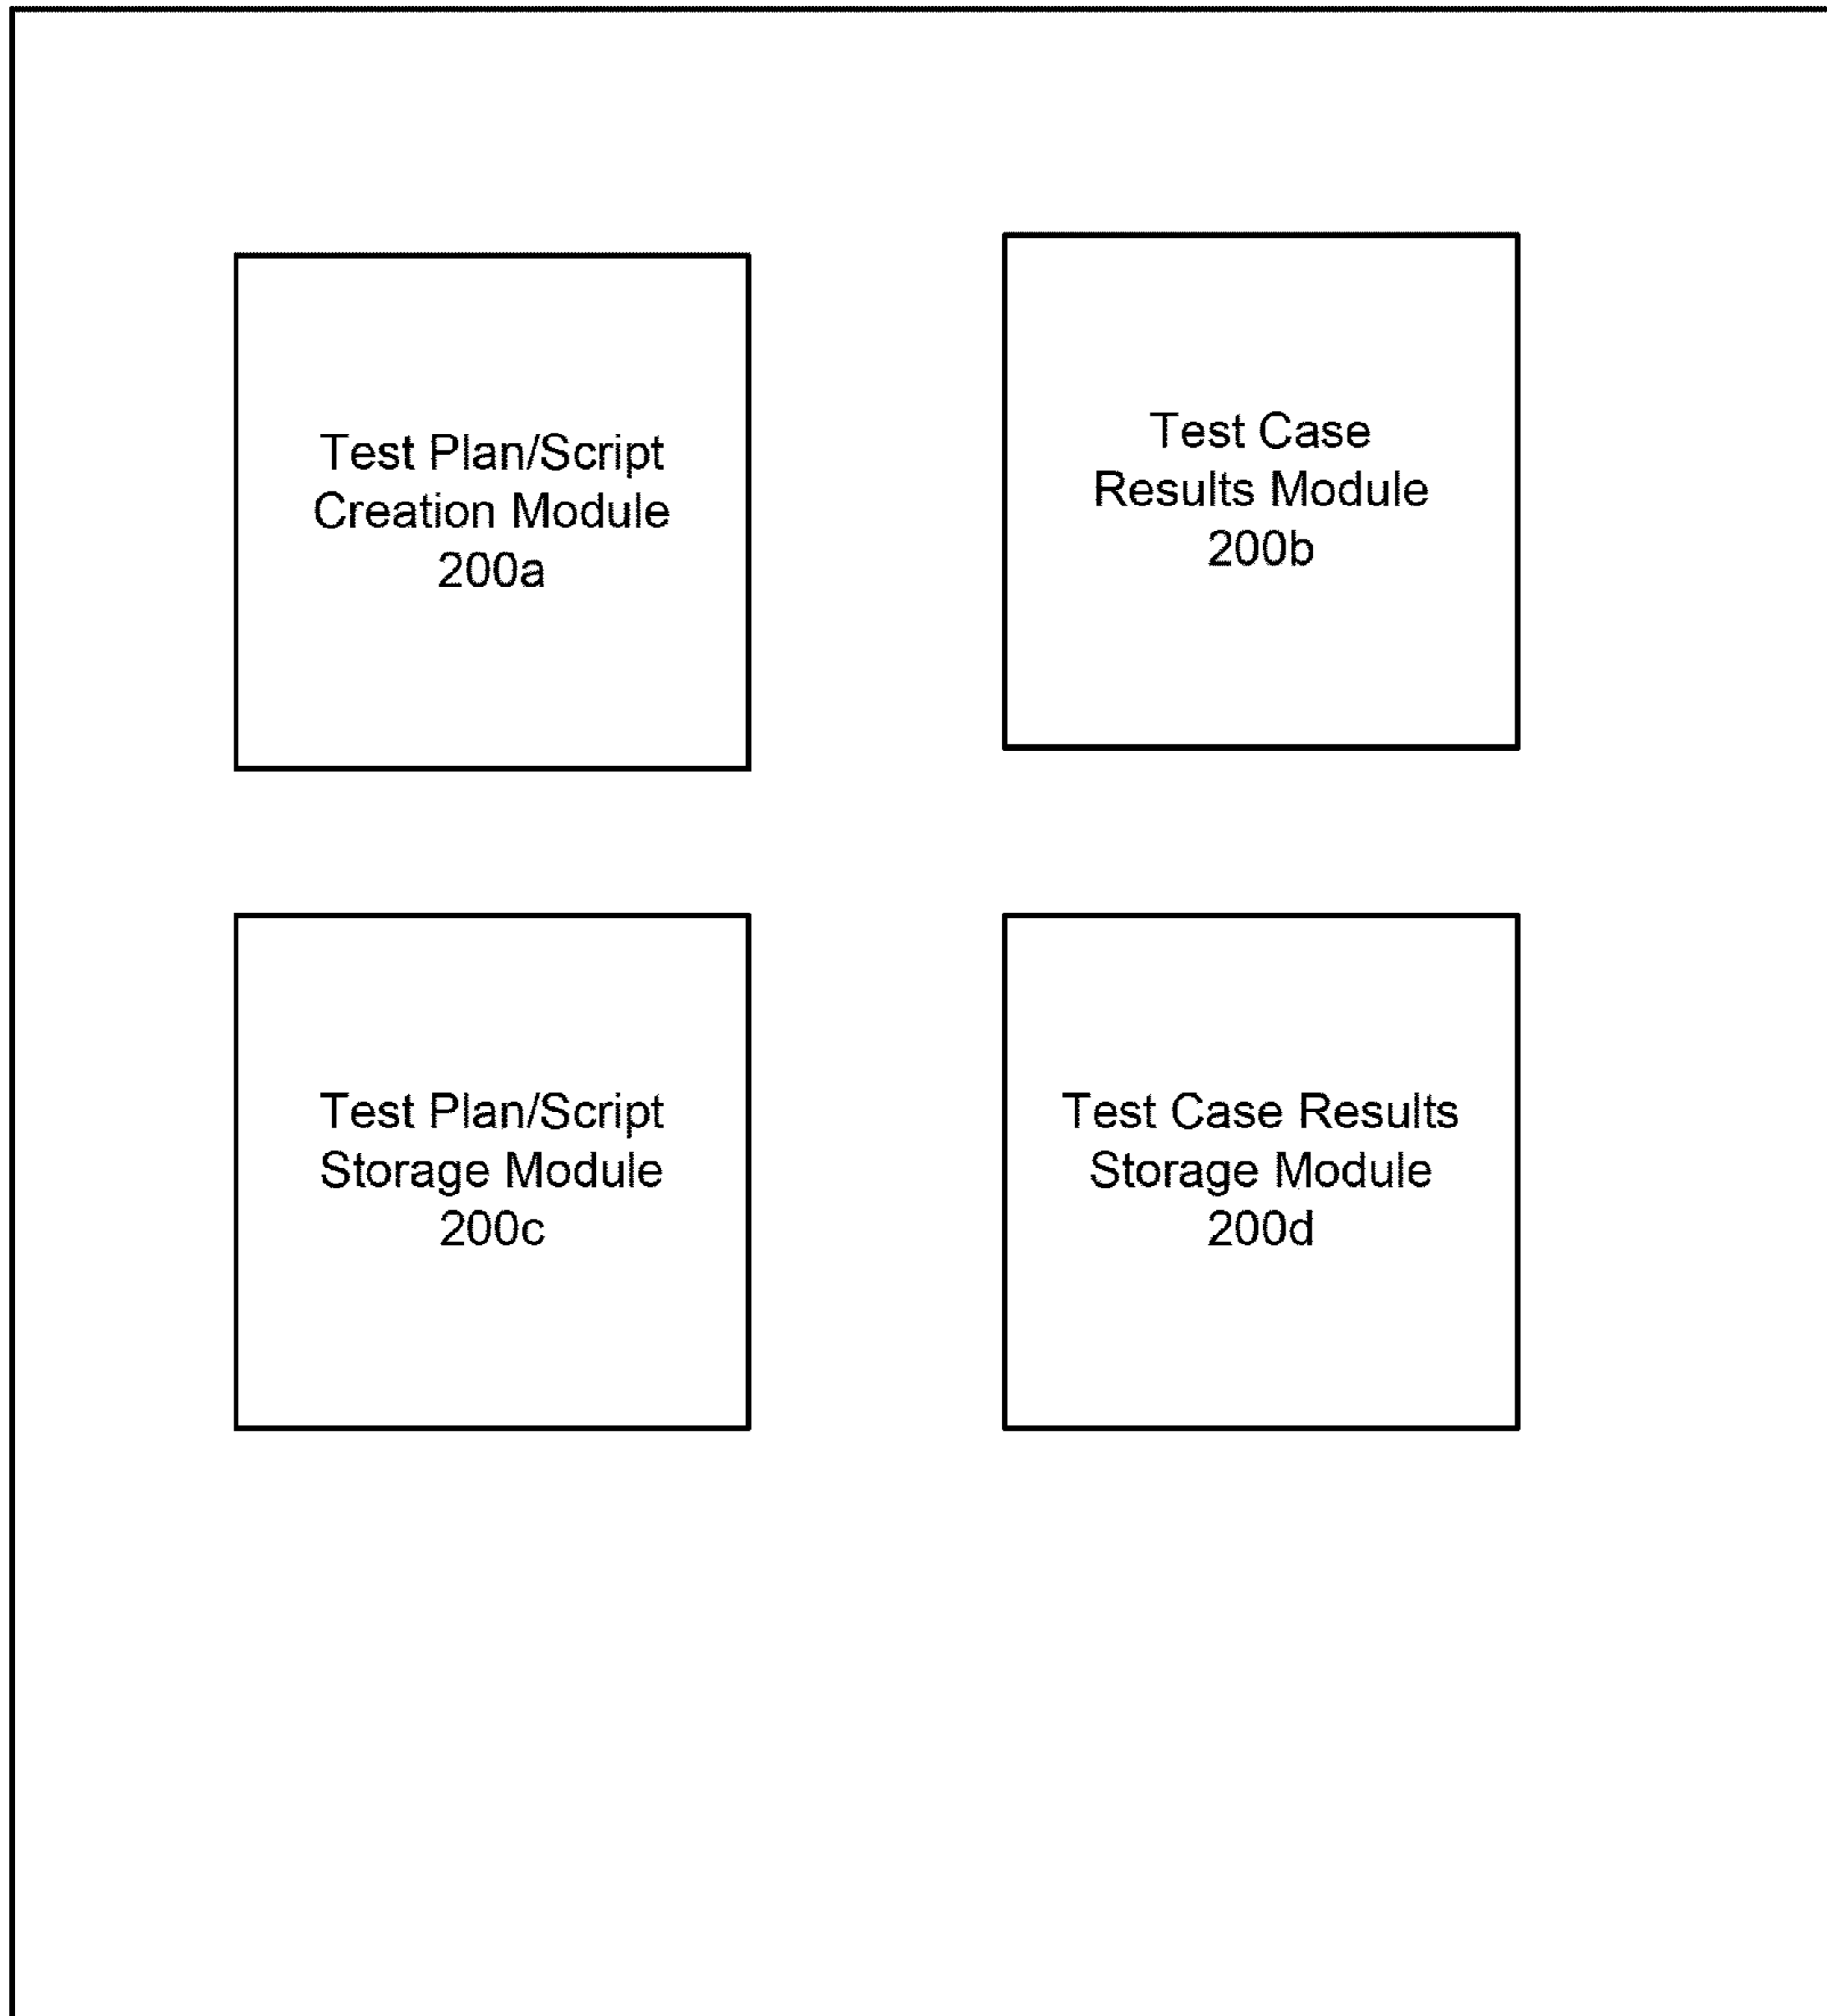 Test Plan/Script
Creation Module
200a
Test Case
Results Module
200b
Test Plan/Script
Storage Module
200c
Test Case Results
Storage Module
200d